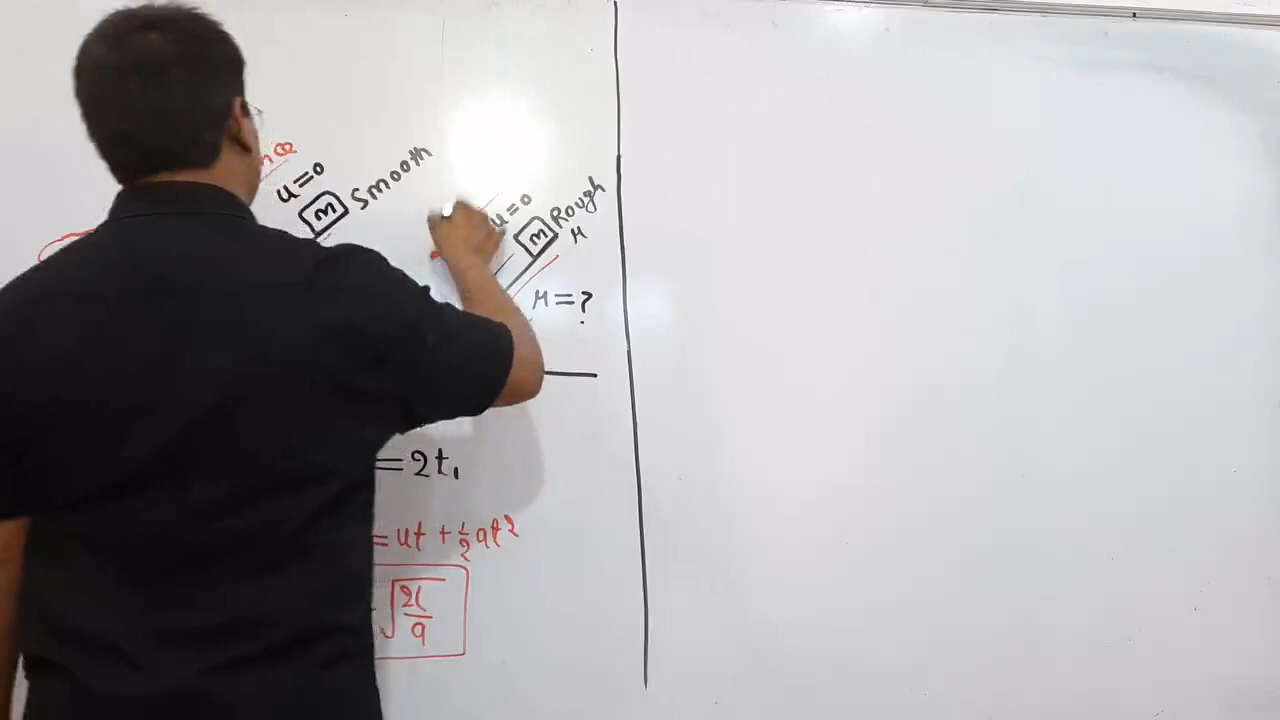 u=0
m
Smooth
u=0
m
Rough
μ
μ=?
=2t₁
=ut+½at²
√2l/a